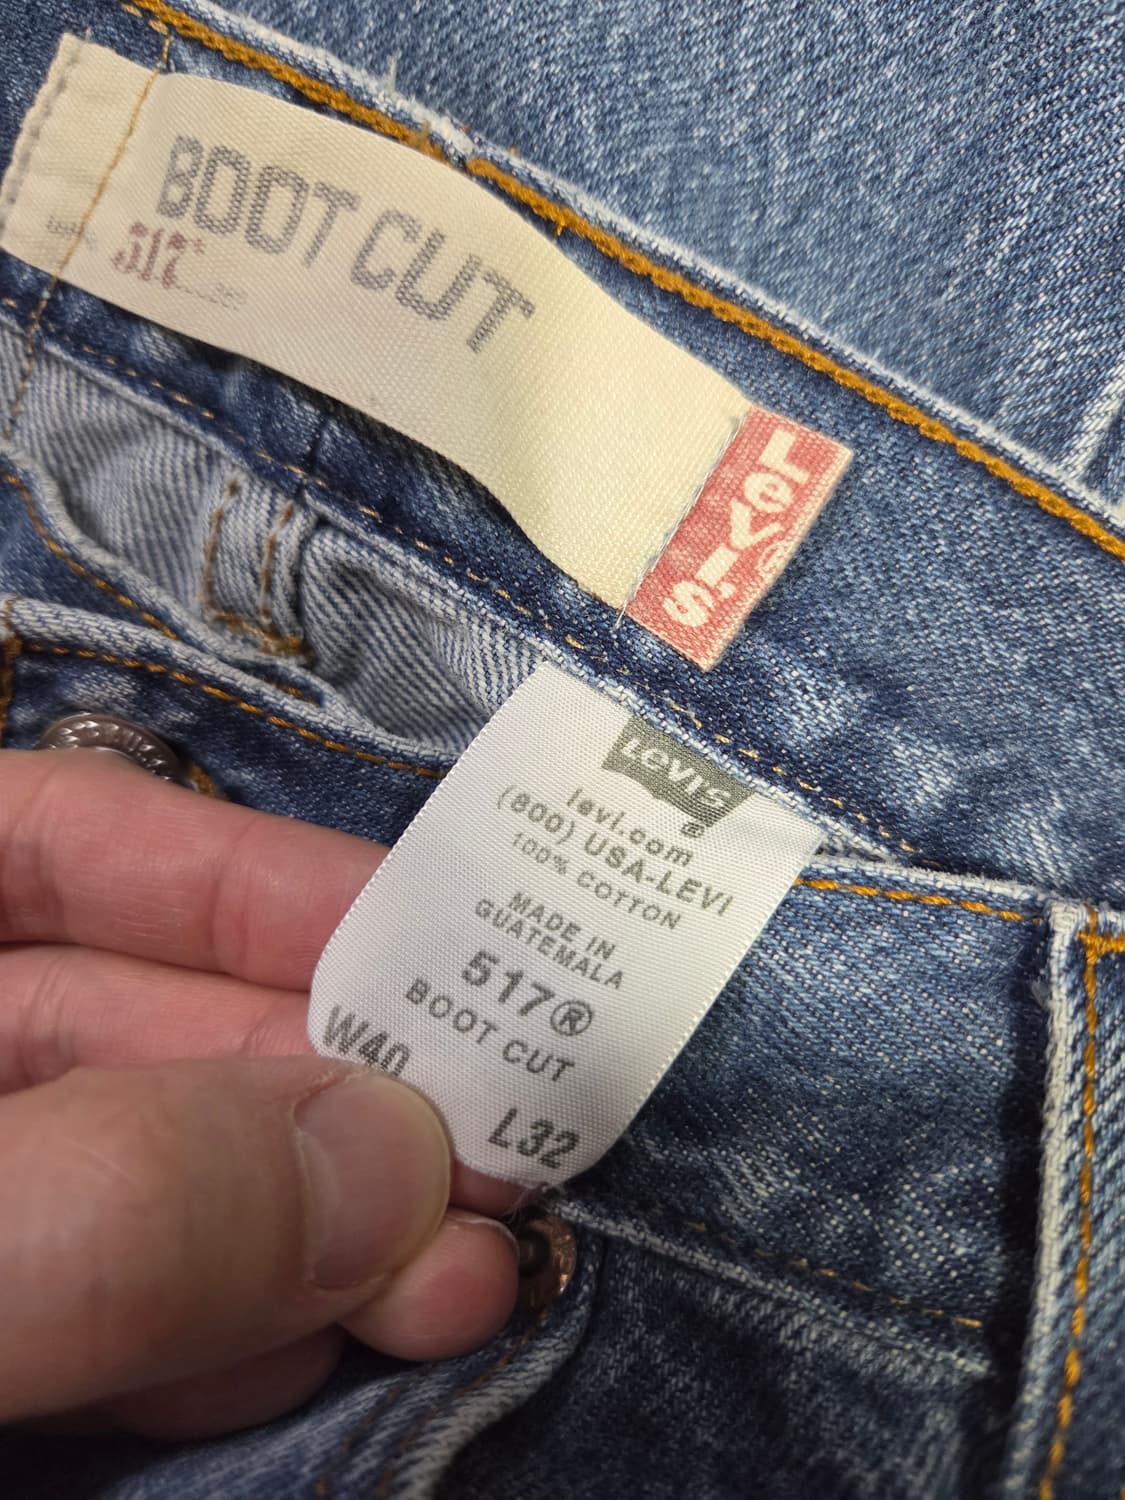 BOOT CUT
517
Levi's®
LEVI'S
®
levi.com
(800) USA-LEVI
100% COTTON
MADE IN
GUATEMALA
517®
BOOT CUT
W40 L32